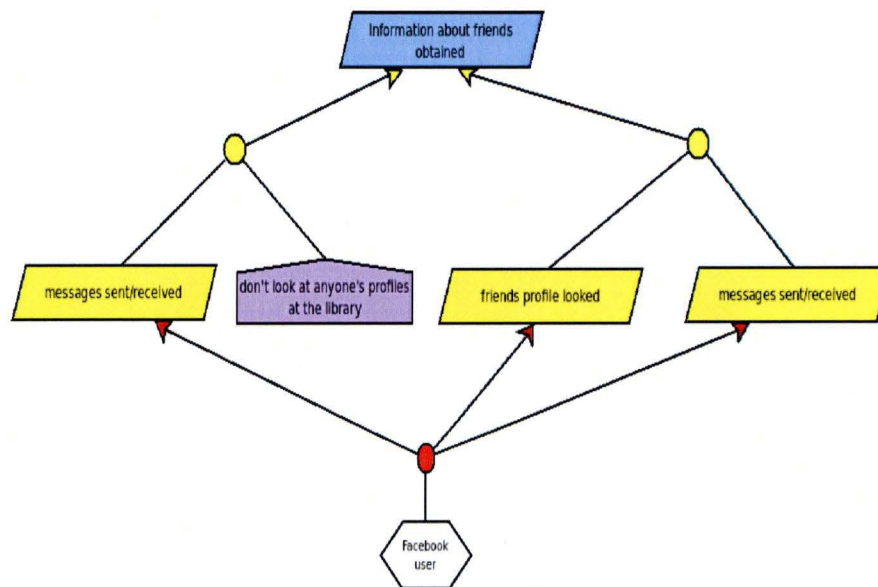 Information about friends
obtained
messages sent/received
don't look at anyone's profiles
at the library
friends profile looked
messages sent/received
Facebook
user